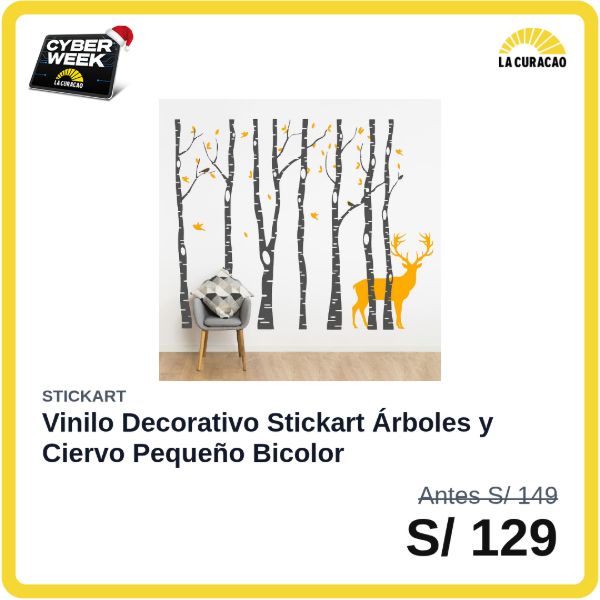 CYBER
WEEK
LA CURACAO
LA CURACAO
STICKART
Vinilo Decorativo Stickart Árboles y
Ciervo Pequeño Bicolor
Antes S/ 149
S/ 129